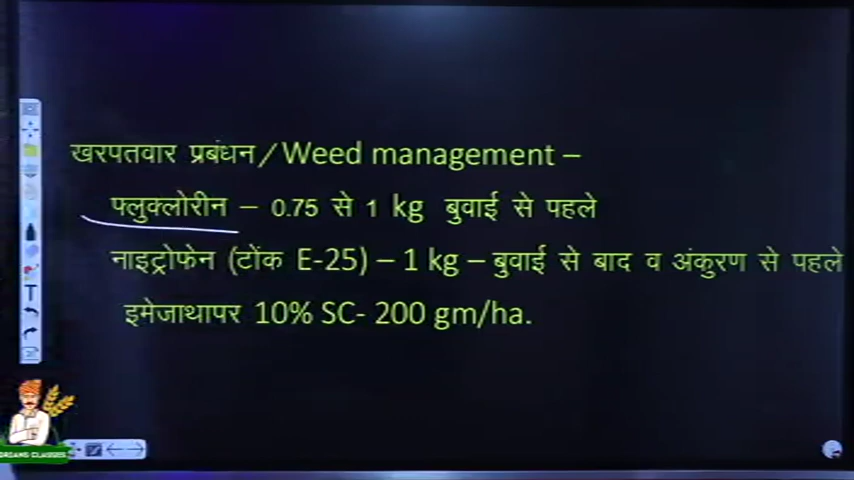 खरपतवार प्रबंधन/Weed management –
फ्लुक्लोरीन – 0.75 से 1 kg बुवाई से पहले
नाइट्रोफेन (टोंक E-25) – 1 kg – बुवाई से बाद व अंकुरण से पहले
इमेजाथापर 10% SC- 200 gm/ha.